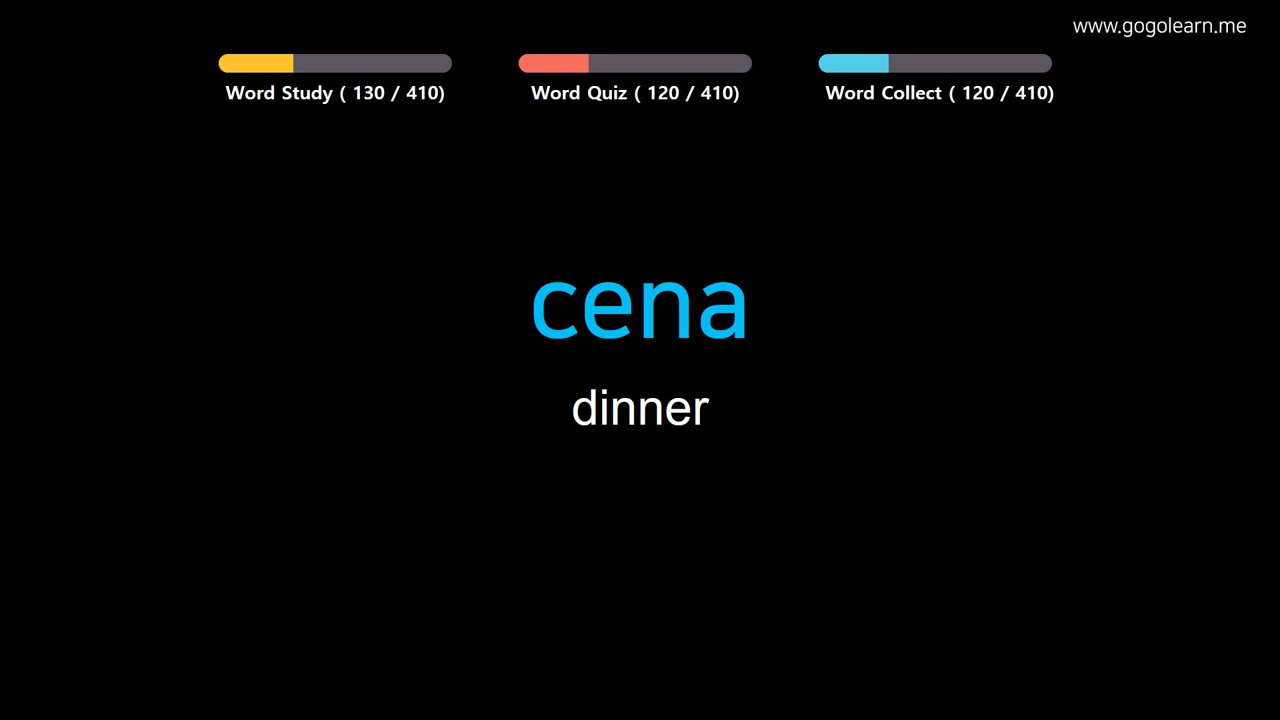 www.gogolearn.me
Word Study ( 130 / 410)
Word Quiz ( 120 / 410)
Word Collect ( 120 / 410)
cena
dinner